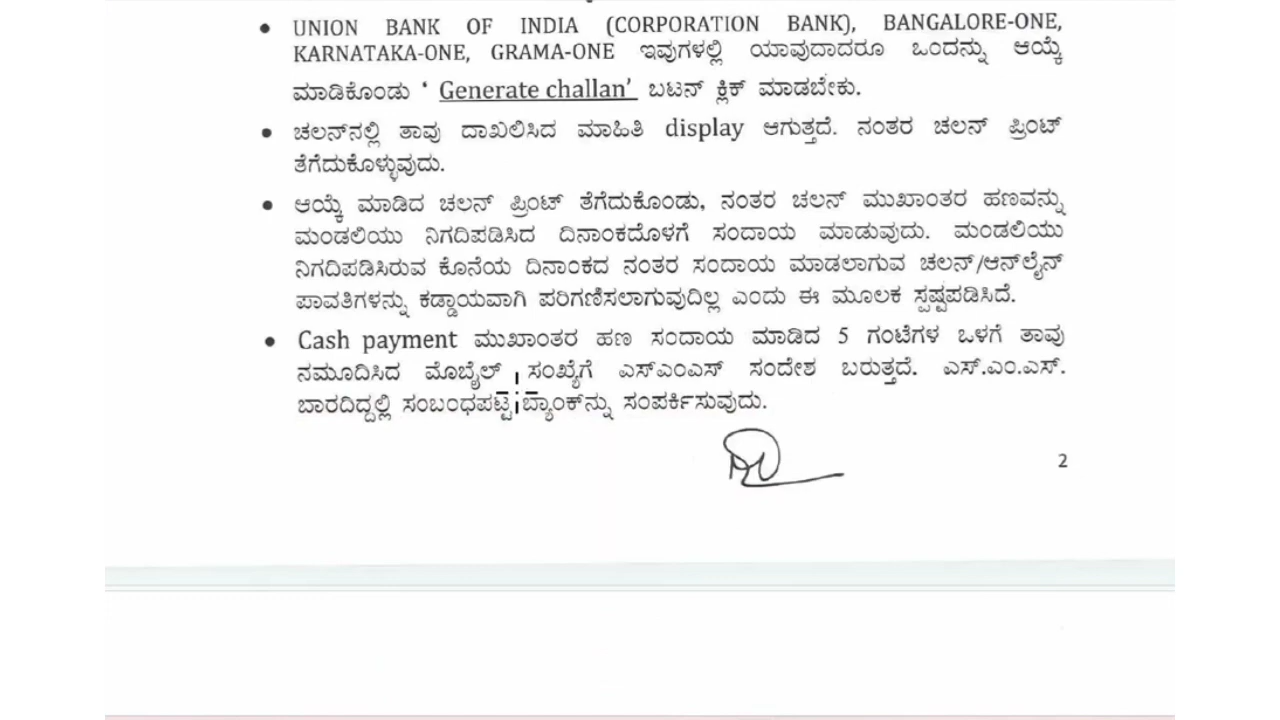 • UNION BANK OF INDIA (CORPORATION BANK), BANGALORE-ONE,
KARNATAKA-ONE, GRAMA-ONE ಇವುಗಳಲ್ಲಿ ಯಾವುದಾದರೂ ಒಂದನ್ನು ಆಯ್ಕೆ
ಮಾಡಿಕೊಂಡು ‘ Generate challan’ ಬಟನ್ ಕ್ಲಿಕ್ ಮಾಡಬೇಕು.
• ಚಲನ್‌ನಲ್ಲಿ ತಾವು ದಾಖಲಿಸಿದ ಮಾಹಿತಿ display ಆಗುತ್ತದೆ. ನಂತರ ಚಲನ್ ಪ್ರಿಂಟ್
ತೆಗೆದುಕೊಳ್ಳುವುದು.
• ಆಯ್ಕೆ ಮಾಡಿದ ಚಲನ್ ಪ್ರಿಂಟ್ ತೆಗೆದುಕೊಂಡು, ನಂತರ ಚಲನ್ ಮುಖಾಂತರ ಹಣವನ್ನು
ಮಂಡಲಿಯು ನಿಗದಿಪಡಿಸಿದ ದಿನಾಂಕದೊಳಗೆ ಸಂದಾಯ ಮಾಡುವುದು. ಮಂಡಲಿಯು
ನಿಗದಿಪಡಿಸಿರುವ ಕೊನೆಯ ದಿನಾಂಕದ ನಂತರ ಸಂದಾಯ ಮಾಡಲಾಗುವ ಚಲನ್/ಆನ್‌ಲೈನ್
ಪಾವತಿಗಳನ್ನು ಕಡ್ಡಾಯವಾಗಿ ಪರಿಗಣಿಸಲಾಗುವುದಿಲ್ಲ ಎಂದು ಈ ಮೂಲಕ ಸ್ಪಷ್ಟಪಡಿಸಿದೆ.
• Cash payment ಮುಖಾಂತರ ಹಣ ಸಂದಾಯ ಮಾಡಿದ 5 ಗಂಟೆಗಳ ಒಳಗೆ ತಾವು
ನಮೂದಿಸಿದ ಮೊಬೈಲ್ ಸಂಖ್ಯೆಗೆ ಎಸ್‌ಎಂಎಸ್ ಸಂದೇಶ ಬರುತ್ತದೆ. ಎಸ್.ಎಂ.ಎಸ್.
ಬಾರದಿದ್ದಲ್ಲಿ ಸಂಬಂಧಪಟ್ಟ ಬ್ಯಾಂಕ್‌ನ್ನು ಸಂಪರ್ಕಿಸುವುದು.
2